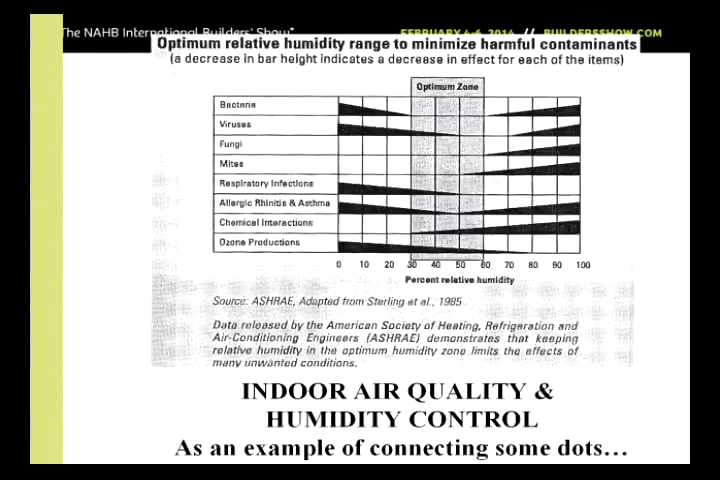 The NAHB International Builders' Show
FEBRUARY 4-6, 2014 // BUILDERSSHOW.COM
Optimum relative humidity range to minimize harmful contaminants
(a decrease in bar height indicates a decrease in effect for each of the items)
Optimum Zone
Bacteria
Viruses
Fungi
Mites
Respiratory Infections
Allergic Rhinitis & Asthma
Chemical Interactions
Ozone Productions
0 10 20 30 40 50 60 70 80 90 100
Percent relative humidity
Source: ASHRAE, Adapted from Sterling et al., 1985
Data released by the American Society of Heating, Refrigeration and
Air-Conditioning Engineers (ASHRAE) demonstrates that keeping
relative humidity in the optimum humidity zone limits the effects of
many unwanted conditions.
INDOOR AIR QUALITY &
HUMIDITY CONTROL
As an example of connecting some dots…